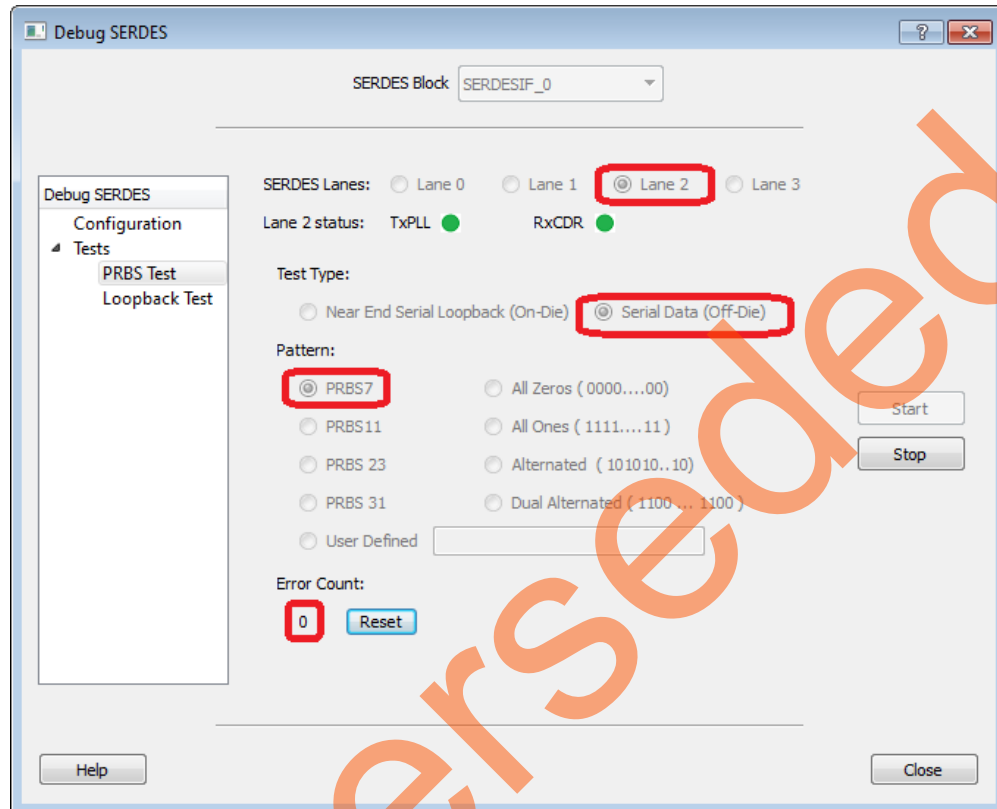 Debug SERDES
SERDES Block SERDESIF_0
Debug SERDES
Configuration
Tests
PRBS Test
Loopback Test
SERDES Lanes: Lane 0 Lane 1 Lane 2 Lane 3
Lane 2 status: TxPLL RxCDR
Test Type:
Near End Serial Loopback (On-Die) Serial Data (Off-Die)
Pattern:
PRBS7 All Zeros ( 0000....00)
PRBS11 All Ones ( 1111....11 )
PRBS 23 Alternated ( 101010..10)
PRBS 31 Dual Alternated ( 1100 ... 1100 )
User Defined
Error Count:
0 Reset
Start
Stop
Help Close
erseded